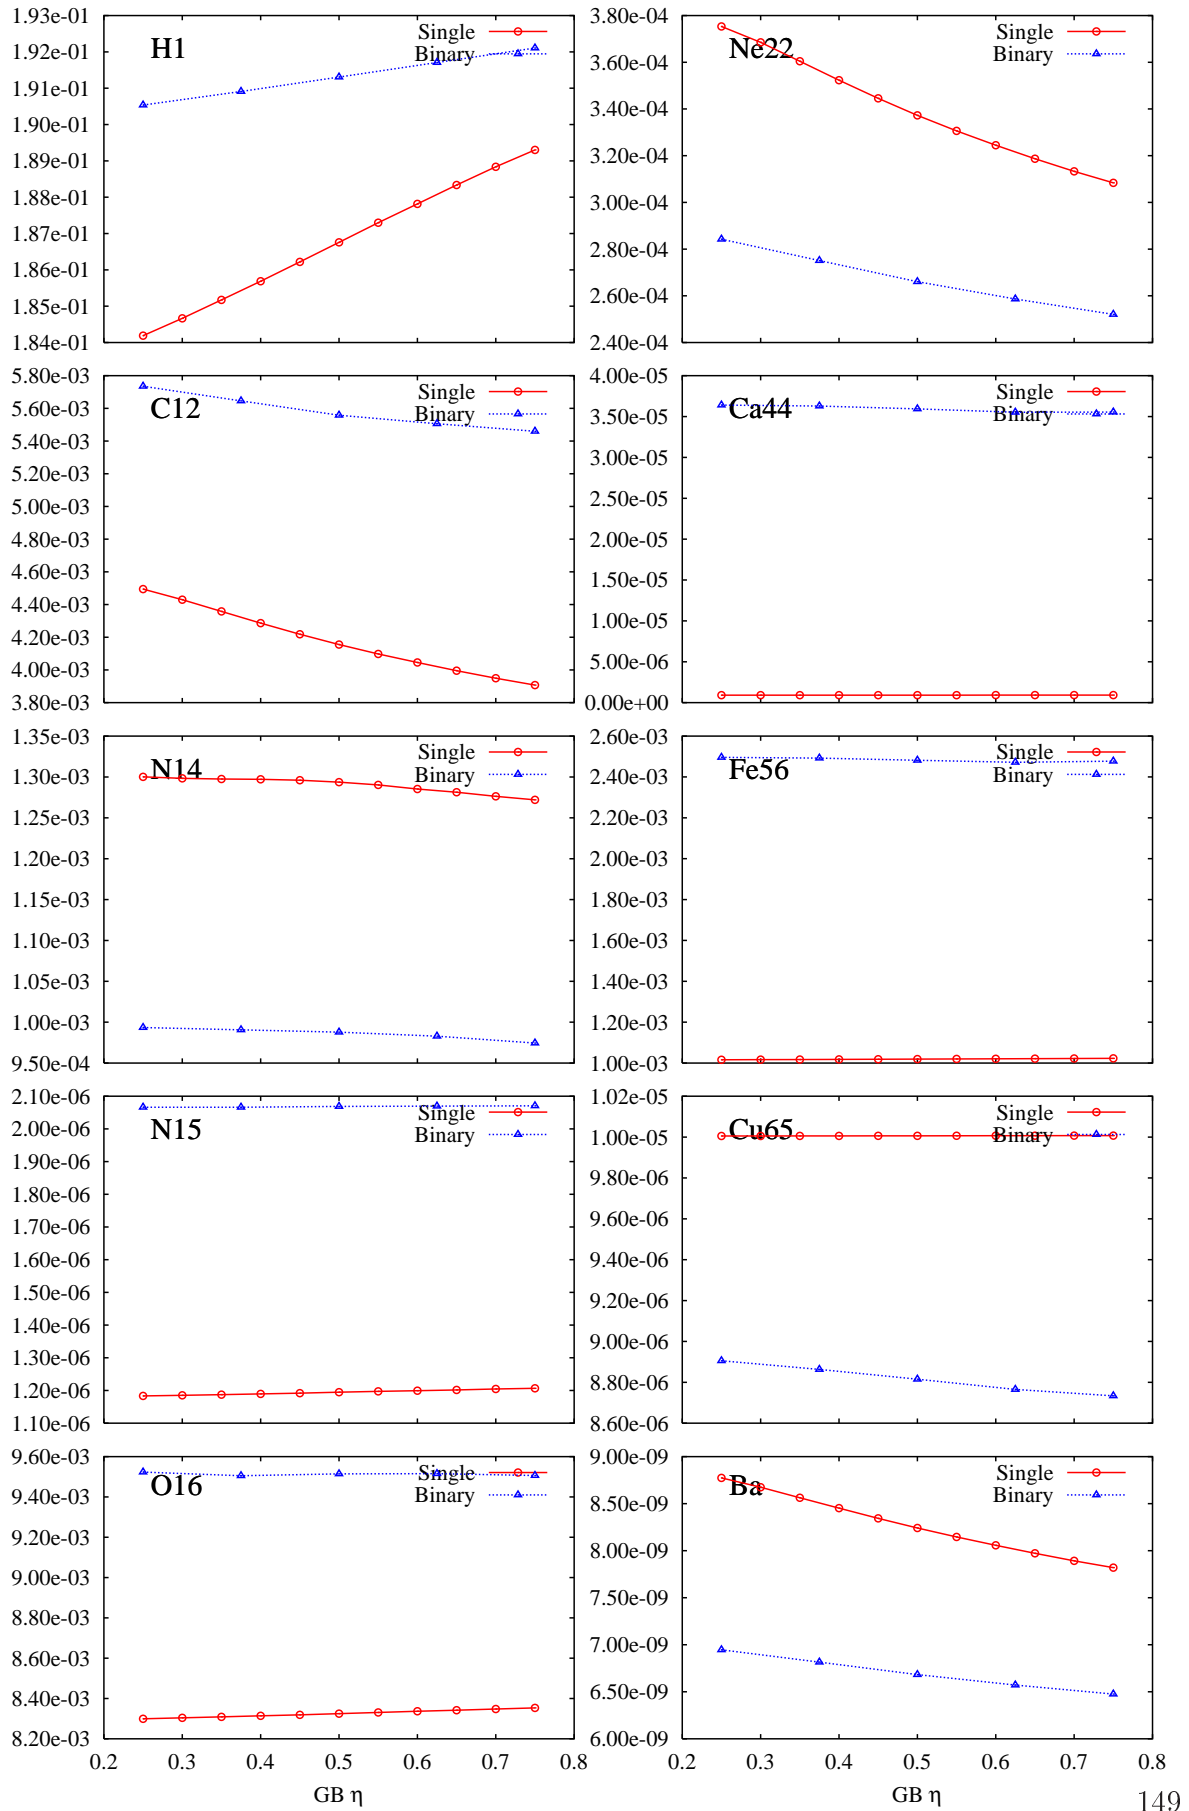 1.93e-01
1.92e-01
1.91e-01
1.90e-01
1.89e-01
1.88e-01
1.87e-01
1.86e-01
1.85e-01
1.84e-01
H1
Single
Binary
3.80e-04
3.60e-04
3.40e-04
3.20e-04
3.00e-04
2.80e-04
2.60e-04
2.40e-04
Ne22
Single
Binary
5.80e-03
5.60e-03
5.40e-03
5.20e-03
5.00e-03
4.80e-03
4.60e-03
4.40e-03
4.20e-03
4.00e-03
3.80e-03
C12
Single
Binary
4.00e-05
3.50e-05
3.00e-05
2.50e-05
2.00e-05
1.50e-05
1.00e-05
5.00e-06
0.00e+00
Ca44
Single
Binary
1.35e-03
1.30e-03
1.25e-03
1.20e-03
1.15e-03
1.10e-03
1.05e-03
1.00e-03
9.50e-04
N14
Single
Binary
2.60e-03
2.40e-03
2.20e-03
2.00e-03
1.80e-03
1.60e-03
1.40e-03
1.20e-03
1.00e-03
Fe56
Single
Binary
2.10e-06
2.00e-06
1.90e-06
1.80e-06
1.70e-06
1.60e-06
1.50e-06
1.40e-06
1.30e-06
1.20e-06
1.10e-06
N15
Single
Binary
1.02e-05
1.00e-05
9.80e-06
9.60e-06
9.40e-06
9.20e-06
9.00e-06
8.80e-06
8.60e-06
Cu65
Single
Binary
9.60e-03
9.40e-03
9.20e-03
9.00e-03
8.80e-03
8.60e-03
8.40e-03
8.20e-03
O16
Single
Binary
0.2 0.3 0.4 0.5 0.6 0.7 0.8
GB η
9.00e-09
8.50e-09
8.00e-09
7.50e-09
7.00e-09
6.50e-09
6.00e-09
Ba
Single
Binary
0.2 0.3 0.4 0.5 0.6 0.7 0.8
GB η
149